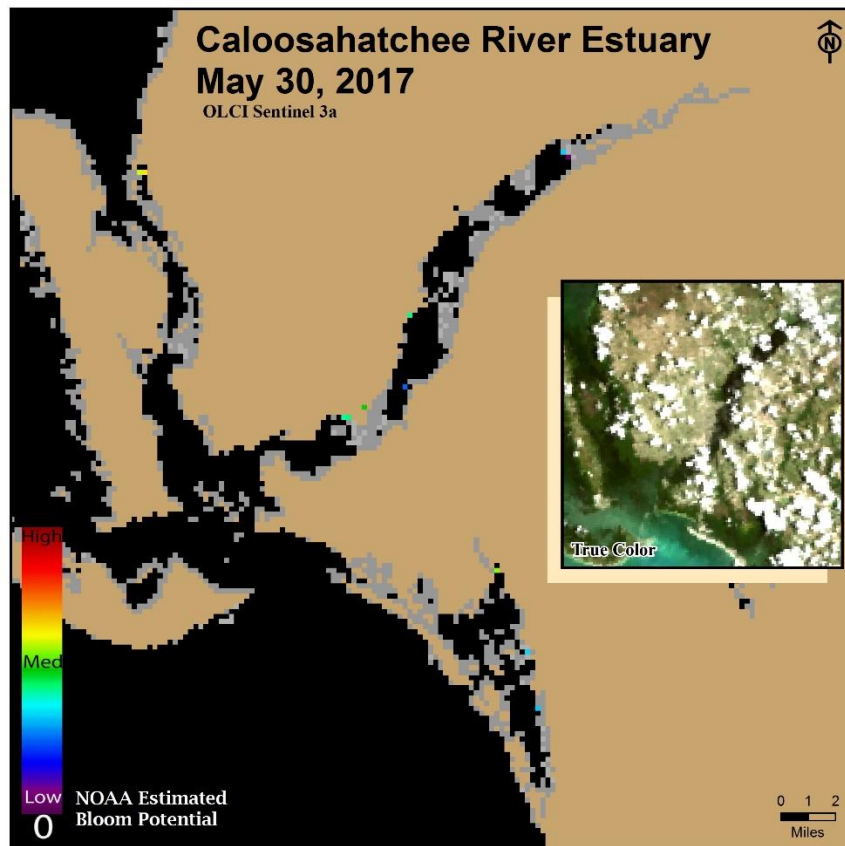 Caloosahatchee River Estuary
May 30, 2017
OLCI Sentinel 3a
N
True Color
High
Med
Low
0
NOAA Estimated
Bloom Potential
0 1 2
Miles